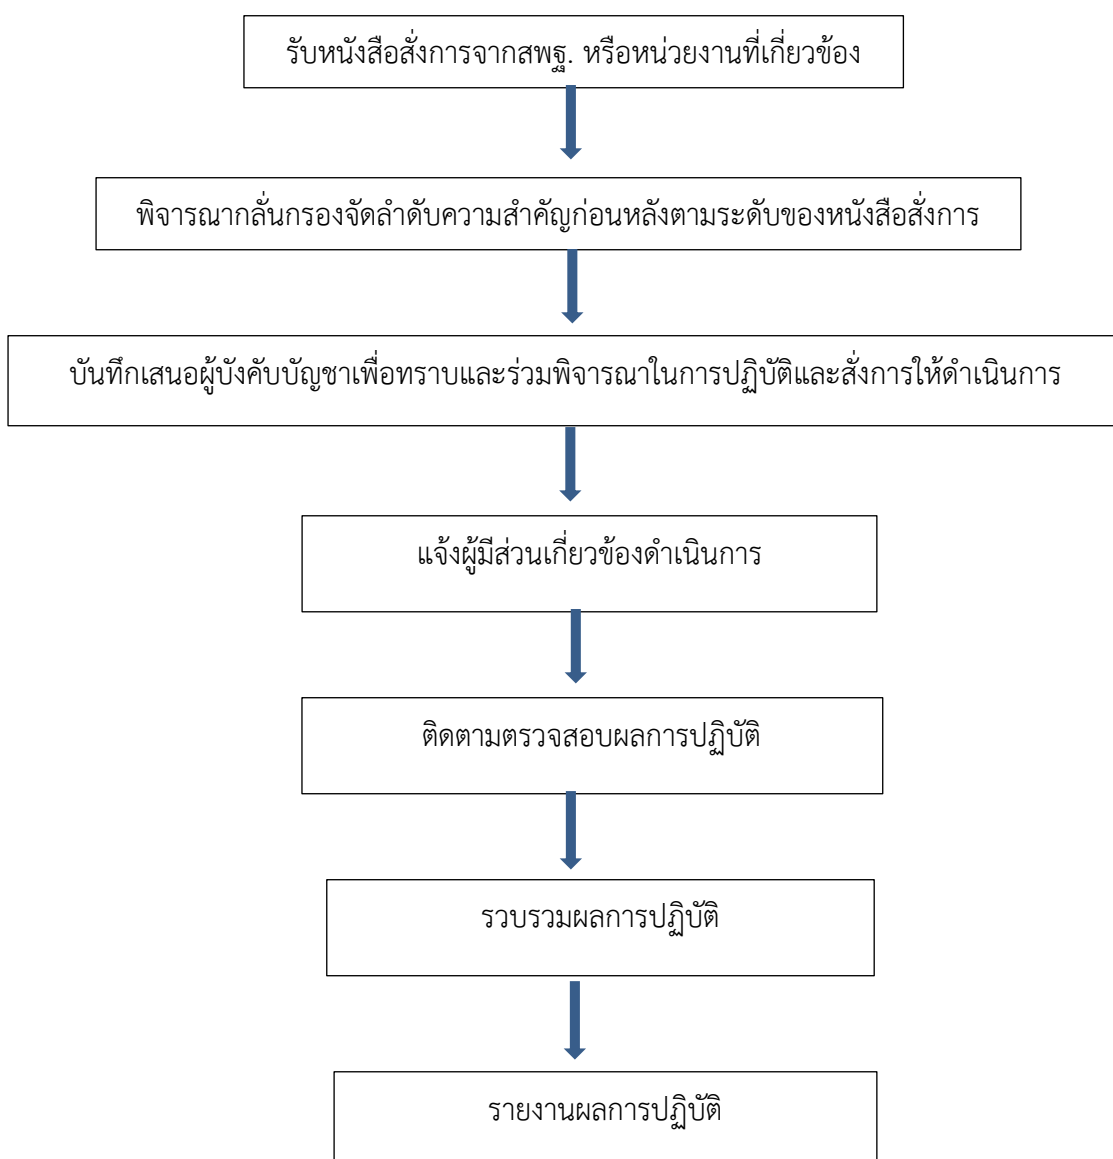 รับหนังสือสั่งการจากสพฐ. หรือหน่วยงานที่เกี่ยวข้อง
พิจารณากลั่นกรองจัดลำดับความสำคัญก่อนหลังตามระดับของหนังสือสั่งการ
บันทึกเสนอผู้บังคับบัญชาเพื่อทราบและร่วมพิจารณาในการปฏิบัติและสั่งการให้ดำเนินการ
แจ้งผู้มีส่วนเกี่ยวข้องดำเนินการ
ติดตามตรวจสอบผลการปฏิบัติ
รวบรวมผลการปฏิบัติ
รายงานผลการปฏิบัติ